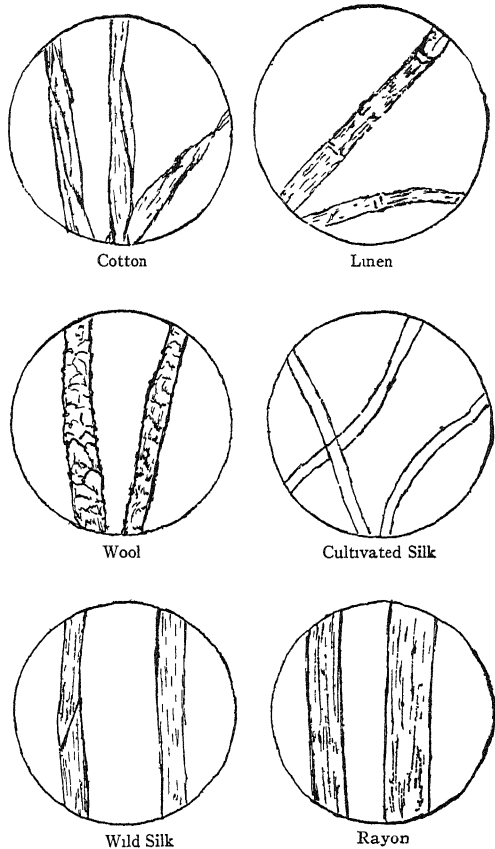 Cotton
Linen
Wool
Cultivated Silk
Wild Silk
Rayon